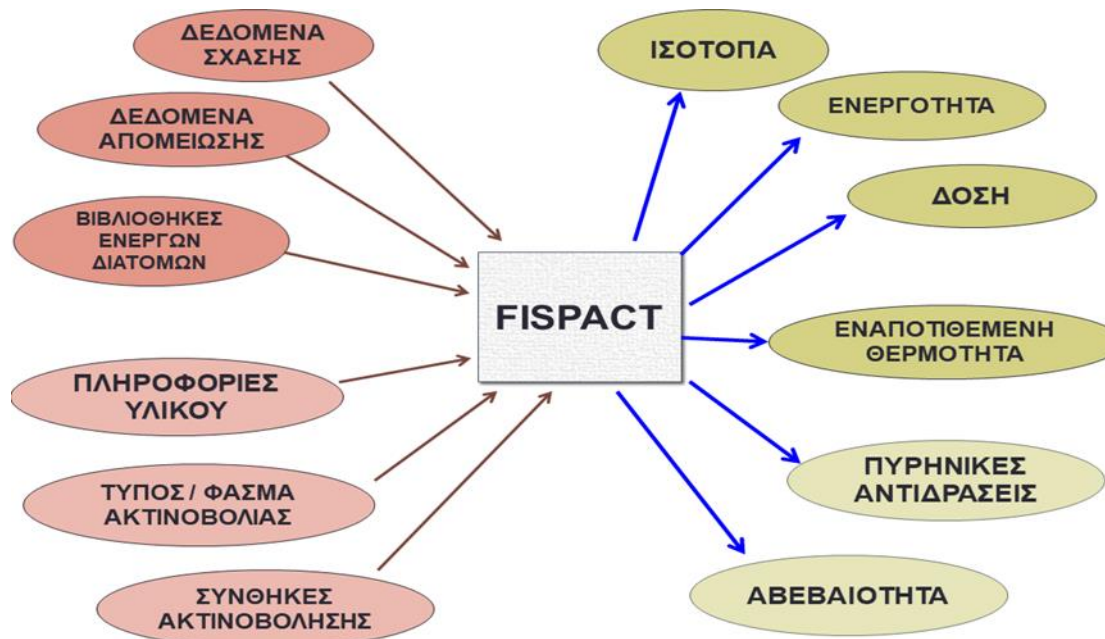 ΔΕΔΟΜΕΝΑ
ΣΧΑΣΗΣ
ΔΕΔΟΜΕΝΑ
ΑΠΟΜΕΙΩΣΗΣ
ΒΙΒΛΙΟΘΗΚΕΣ
ΕΝΕΡΓΩΝ
ΔΙΑΤΟΜΩΝ
ΠΛΗΡΟΦΟΡΙΕΣ
ΥΛΙΚΟΥ
ΤΥΠΟΣ / ΦΑΣΜΑ
ΑΚΤΙΝΟΒΟΛΙΑΣ
ΣΥΝΘΗΚΕΣ
ΑΚΤΙΝΟΒΟΛΗΣΗΣ
FISPACT
ΙΣΟΤΟΠΑ
ΕΝΕΡΓΟΤΗΤΑ
ΔΟΣΗ
ΕΝΑΠΟΤΙΘΕΜΕΝΗ
ΘΕΡΜΟΤΗΤΑ
ΠΥΡΗΝΙΚΕΣ
ΑΝΤΙΔΡΑΣΕΙΣ
ΑΒΕΒΑΙΟΤΗΤΑ